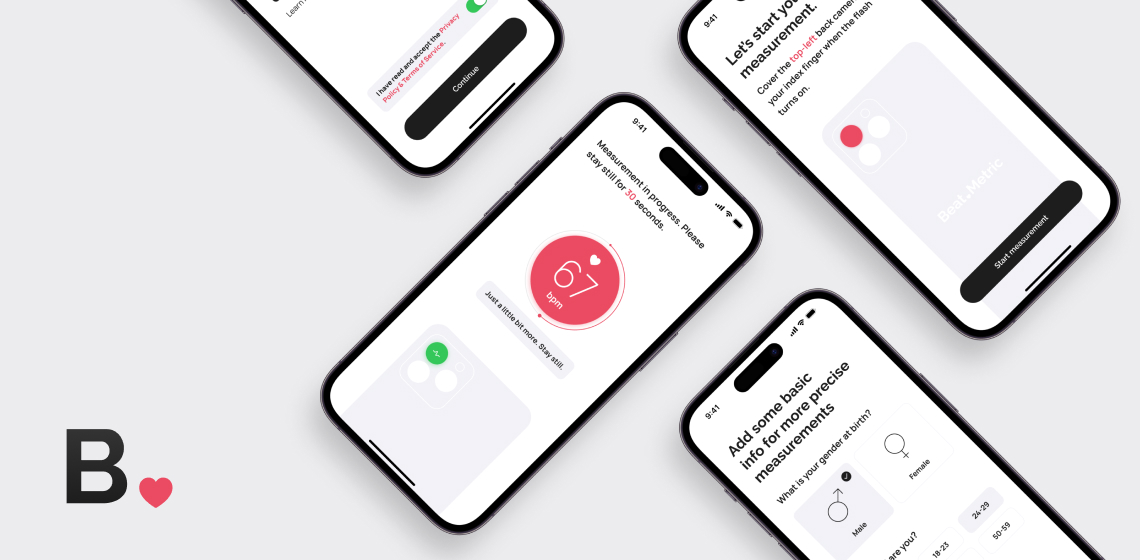 Learn
I have read and accept the Privacy
Policy & Terms of Service.
Continue
9:41
Measurement in progress. Please
stay still for 30 seconds.
67
bpm
Just a little bit more. Stay still.
9:41
Let's start
measurement.
Cover the top-left back
your index finger when the flash
turns on.
Beat.Metric
Start measurement
9:41
Add some basic
info for more precise
measurements
What is your gender at birth?
Male
Female
are you?
18-23
24-29
50-59
B